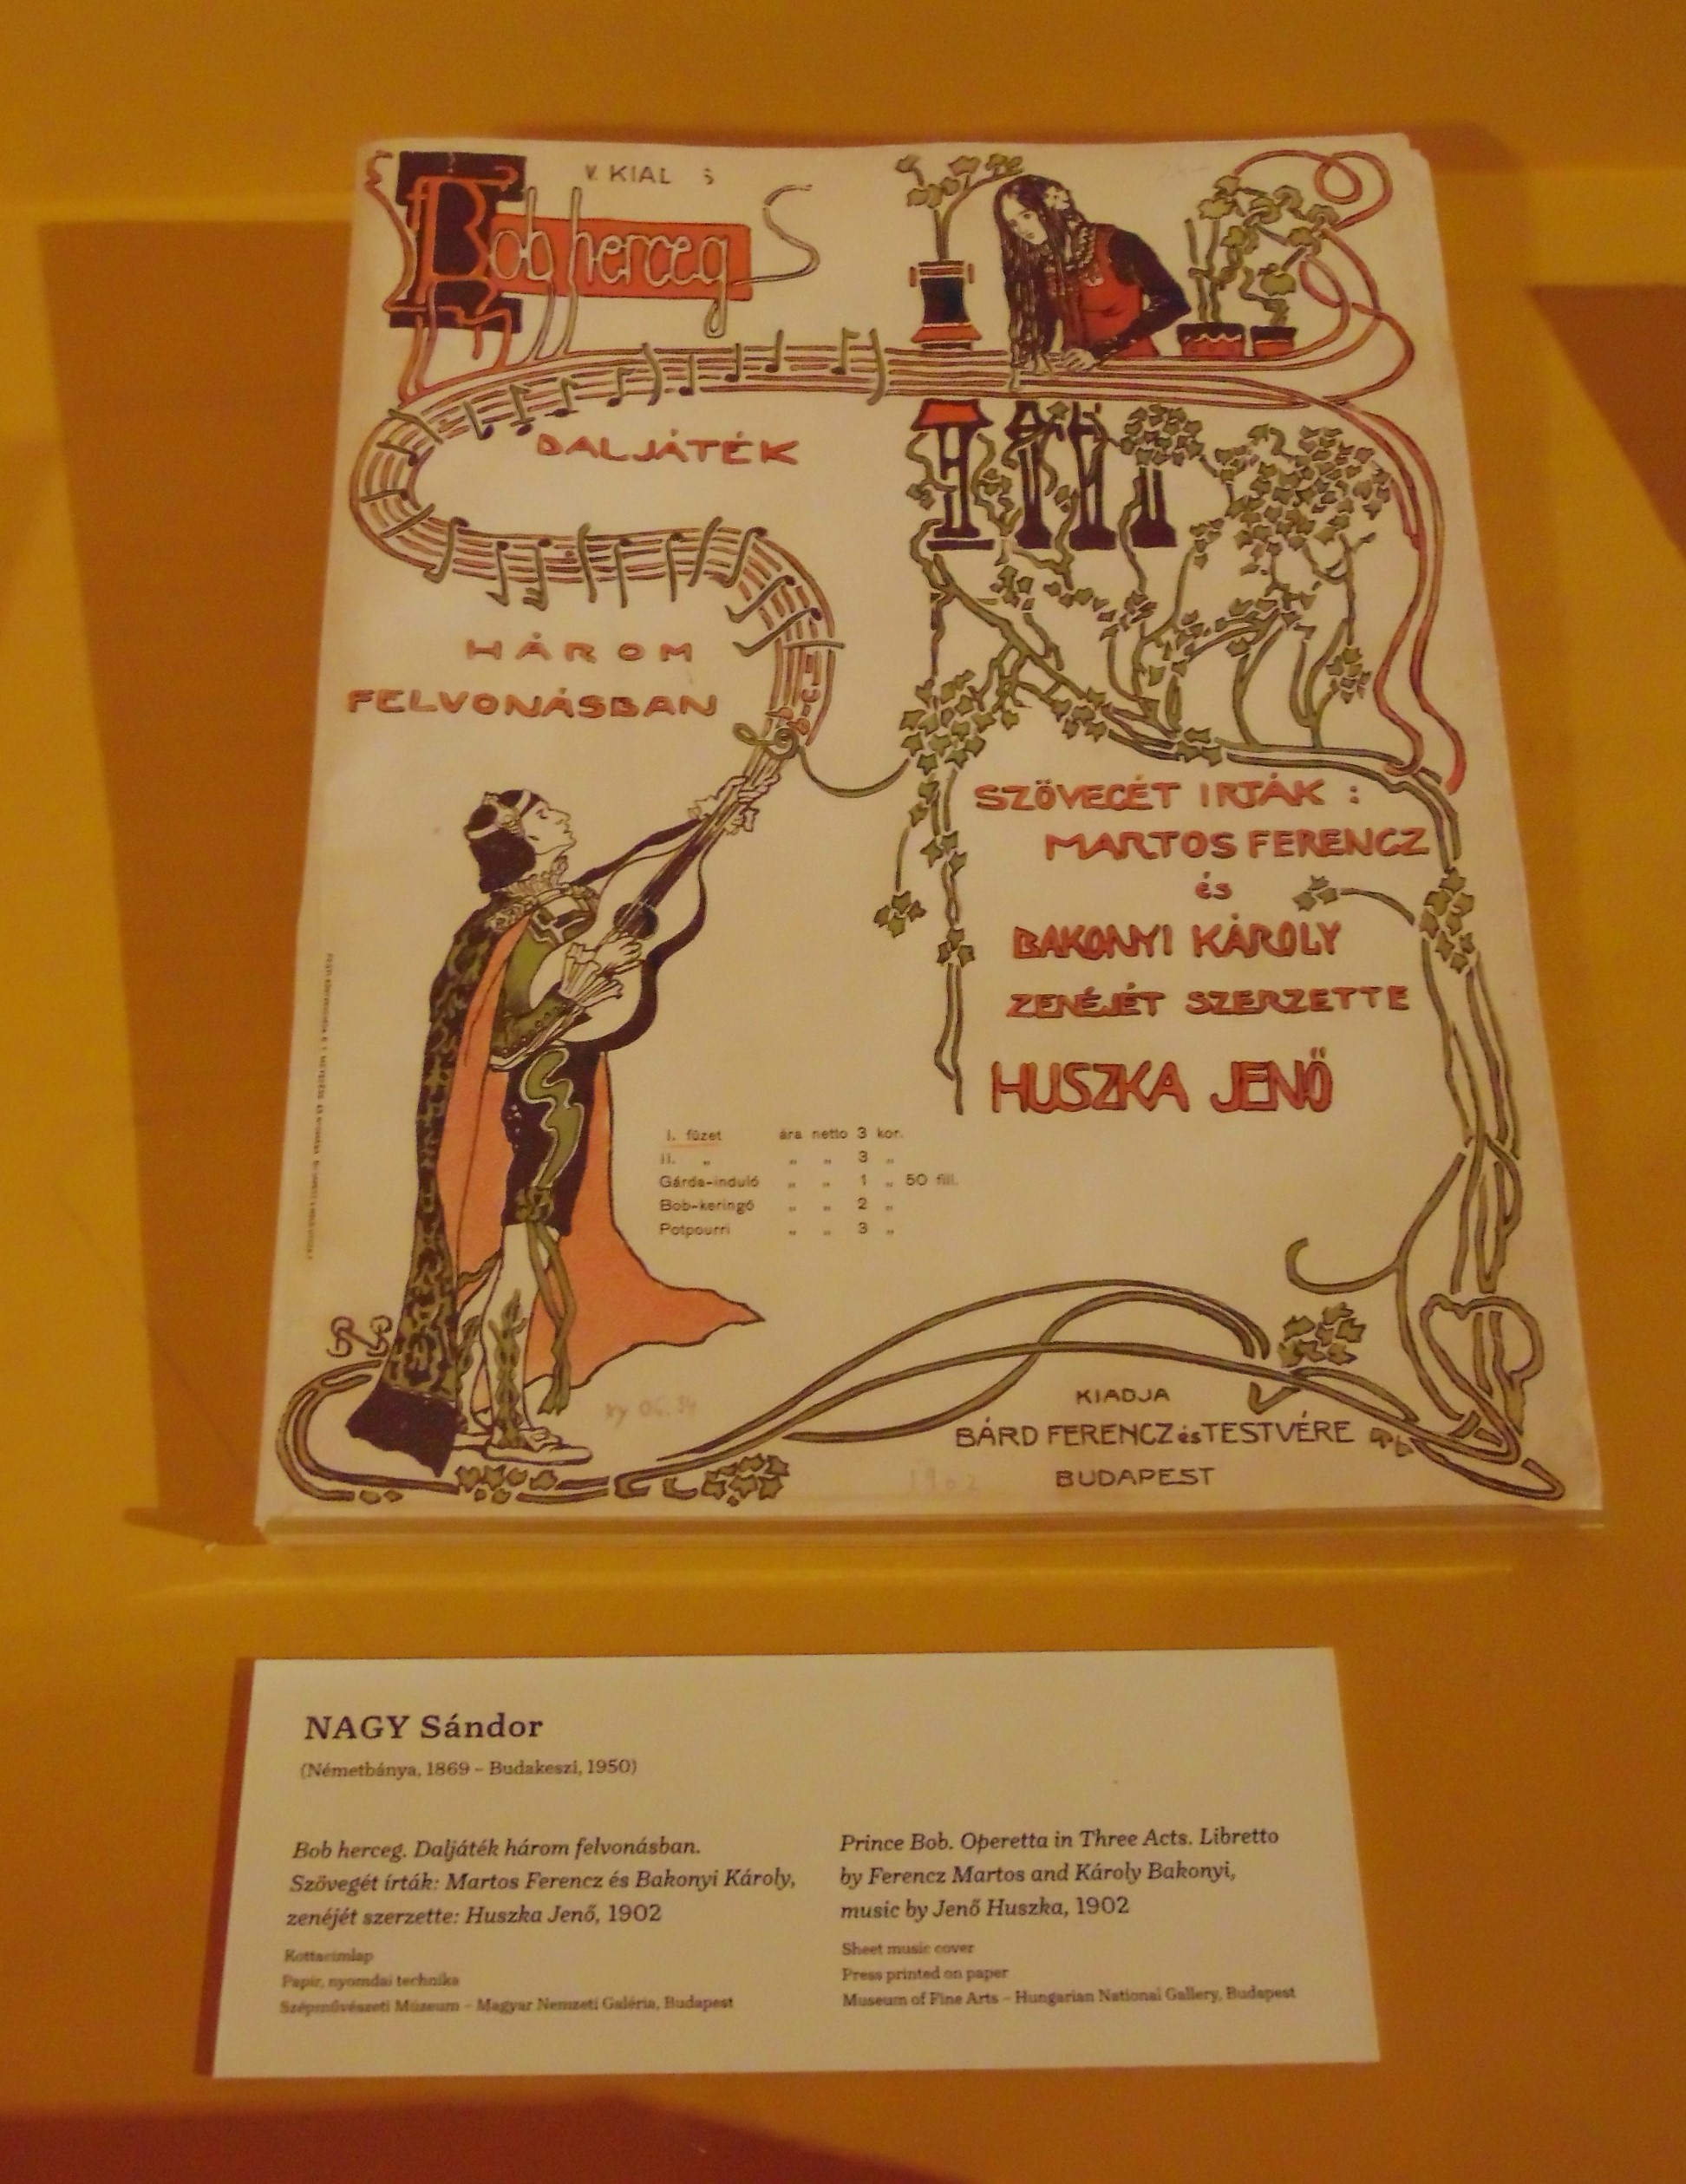 V. KIAL S
Bob herceg
DALJÁTÉK
HÁROM
FELVONÁSBAN
SZÖVEGÉT IRTÁK :
MARTOS FERENCZ
és
BAKONYI KÁROLY
ZENÉJÉT SZERZETTE
HUSZKA JENŐ
I. füzet ára netto 3 kor.
II. „ „ „ 3 „
Gárda-induló „ „ 1 „ 50 fill.
Bob-keringő „ „ 2 „
Potpourri „ „ 3 „
KIADJA
BÁRD FERENCZ és TESTVÉRE
BUDAPEST
1902
NAGY Sándor
(Németbánya, 1869 – Budakeszi, 1950)
Bob herceg. Daljáték három felvonásban.
Szövegét írták: Martos Ferencz és Bakonyi Károly,
zenéjét szerzette: Huszka Jenő, 1902
Kottacímlap
Papír, nyomdai technika
Szépművészeti Múzeum – Magyar Nemzeti Galéria, Budapest
Prince Bob. Operetta in Three Acts. Libretto
by Ferencz Martos and Károly Bakonyi,
music by Jenő Huszka, 1902
Sheet music cover
Press printed on paper
Museum of Fine Arts – Hungarian National Gallery, Budapest